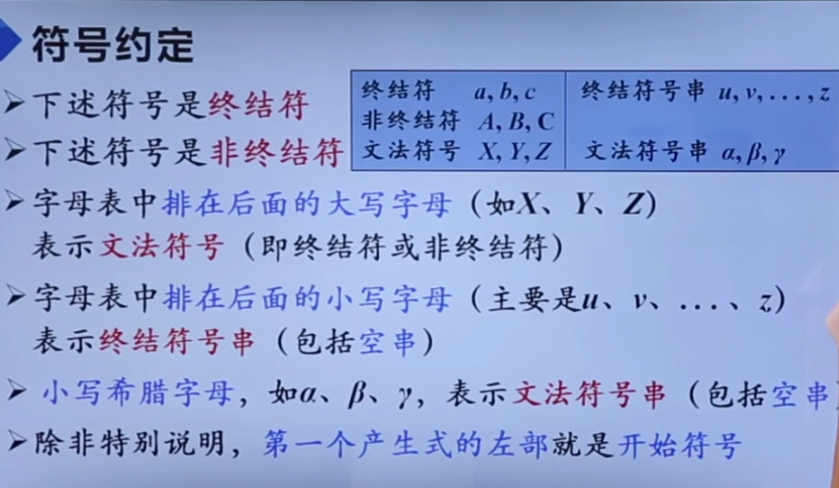 符号约定
➢下述符号是终结符
➢下述符号是非终结符
终结符 a, b, c 终结符号串 u, v, . . . , z
非终结符 A, B, C
文法符号 X, Y, Z 文法符号串 α, β, γ
➢字母表中排在后面的大写字母（如X、Y、Z）
表示文法符号（即终结符或非终结符）
➢字母表中排在后面的小写字母（主要是u、v、. . . 、z）
表示终结符号串（包括空串）
➢ 小写希腊字母，如α、β、γ，表示文法符号串（包括空串
➢除非特别说明，第一个产生式的左部就是开始符号